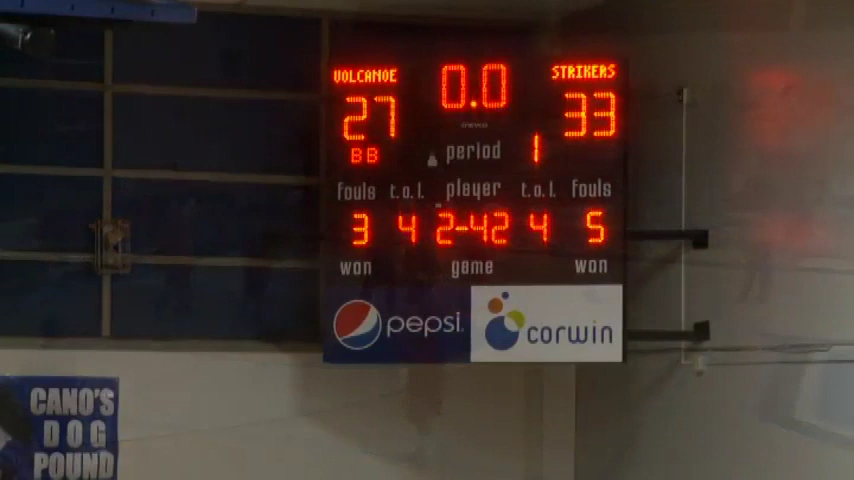 VOLCANOE 0.0 STRIKERS
27 33
BB period 1
fouls t.o.l. player t.o.l. fouls
3 4 2-42 4 5
won game won
pepsi corwin
CANO'S
DOG
POUND